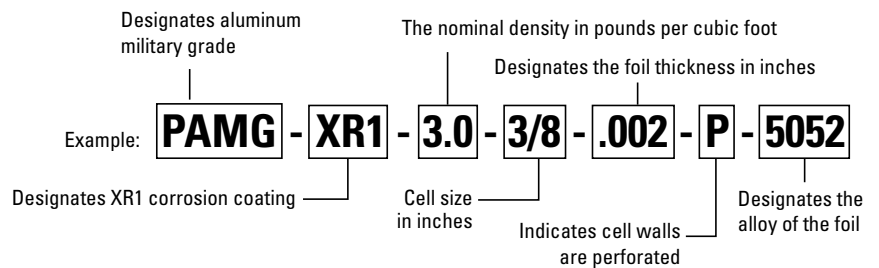 Designates aluminum
military grade
The nominal density in pounds per cubic foot
Designates the foil thickness in inches
Example: PAMG - XR1 - 3.0 - 3/8 - .002 - P - 5052
Designates XR1 corrosion coating
Cell size
in inches
Indicates cell walls
are perforated
Designates the
alloy of the foil